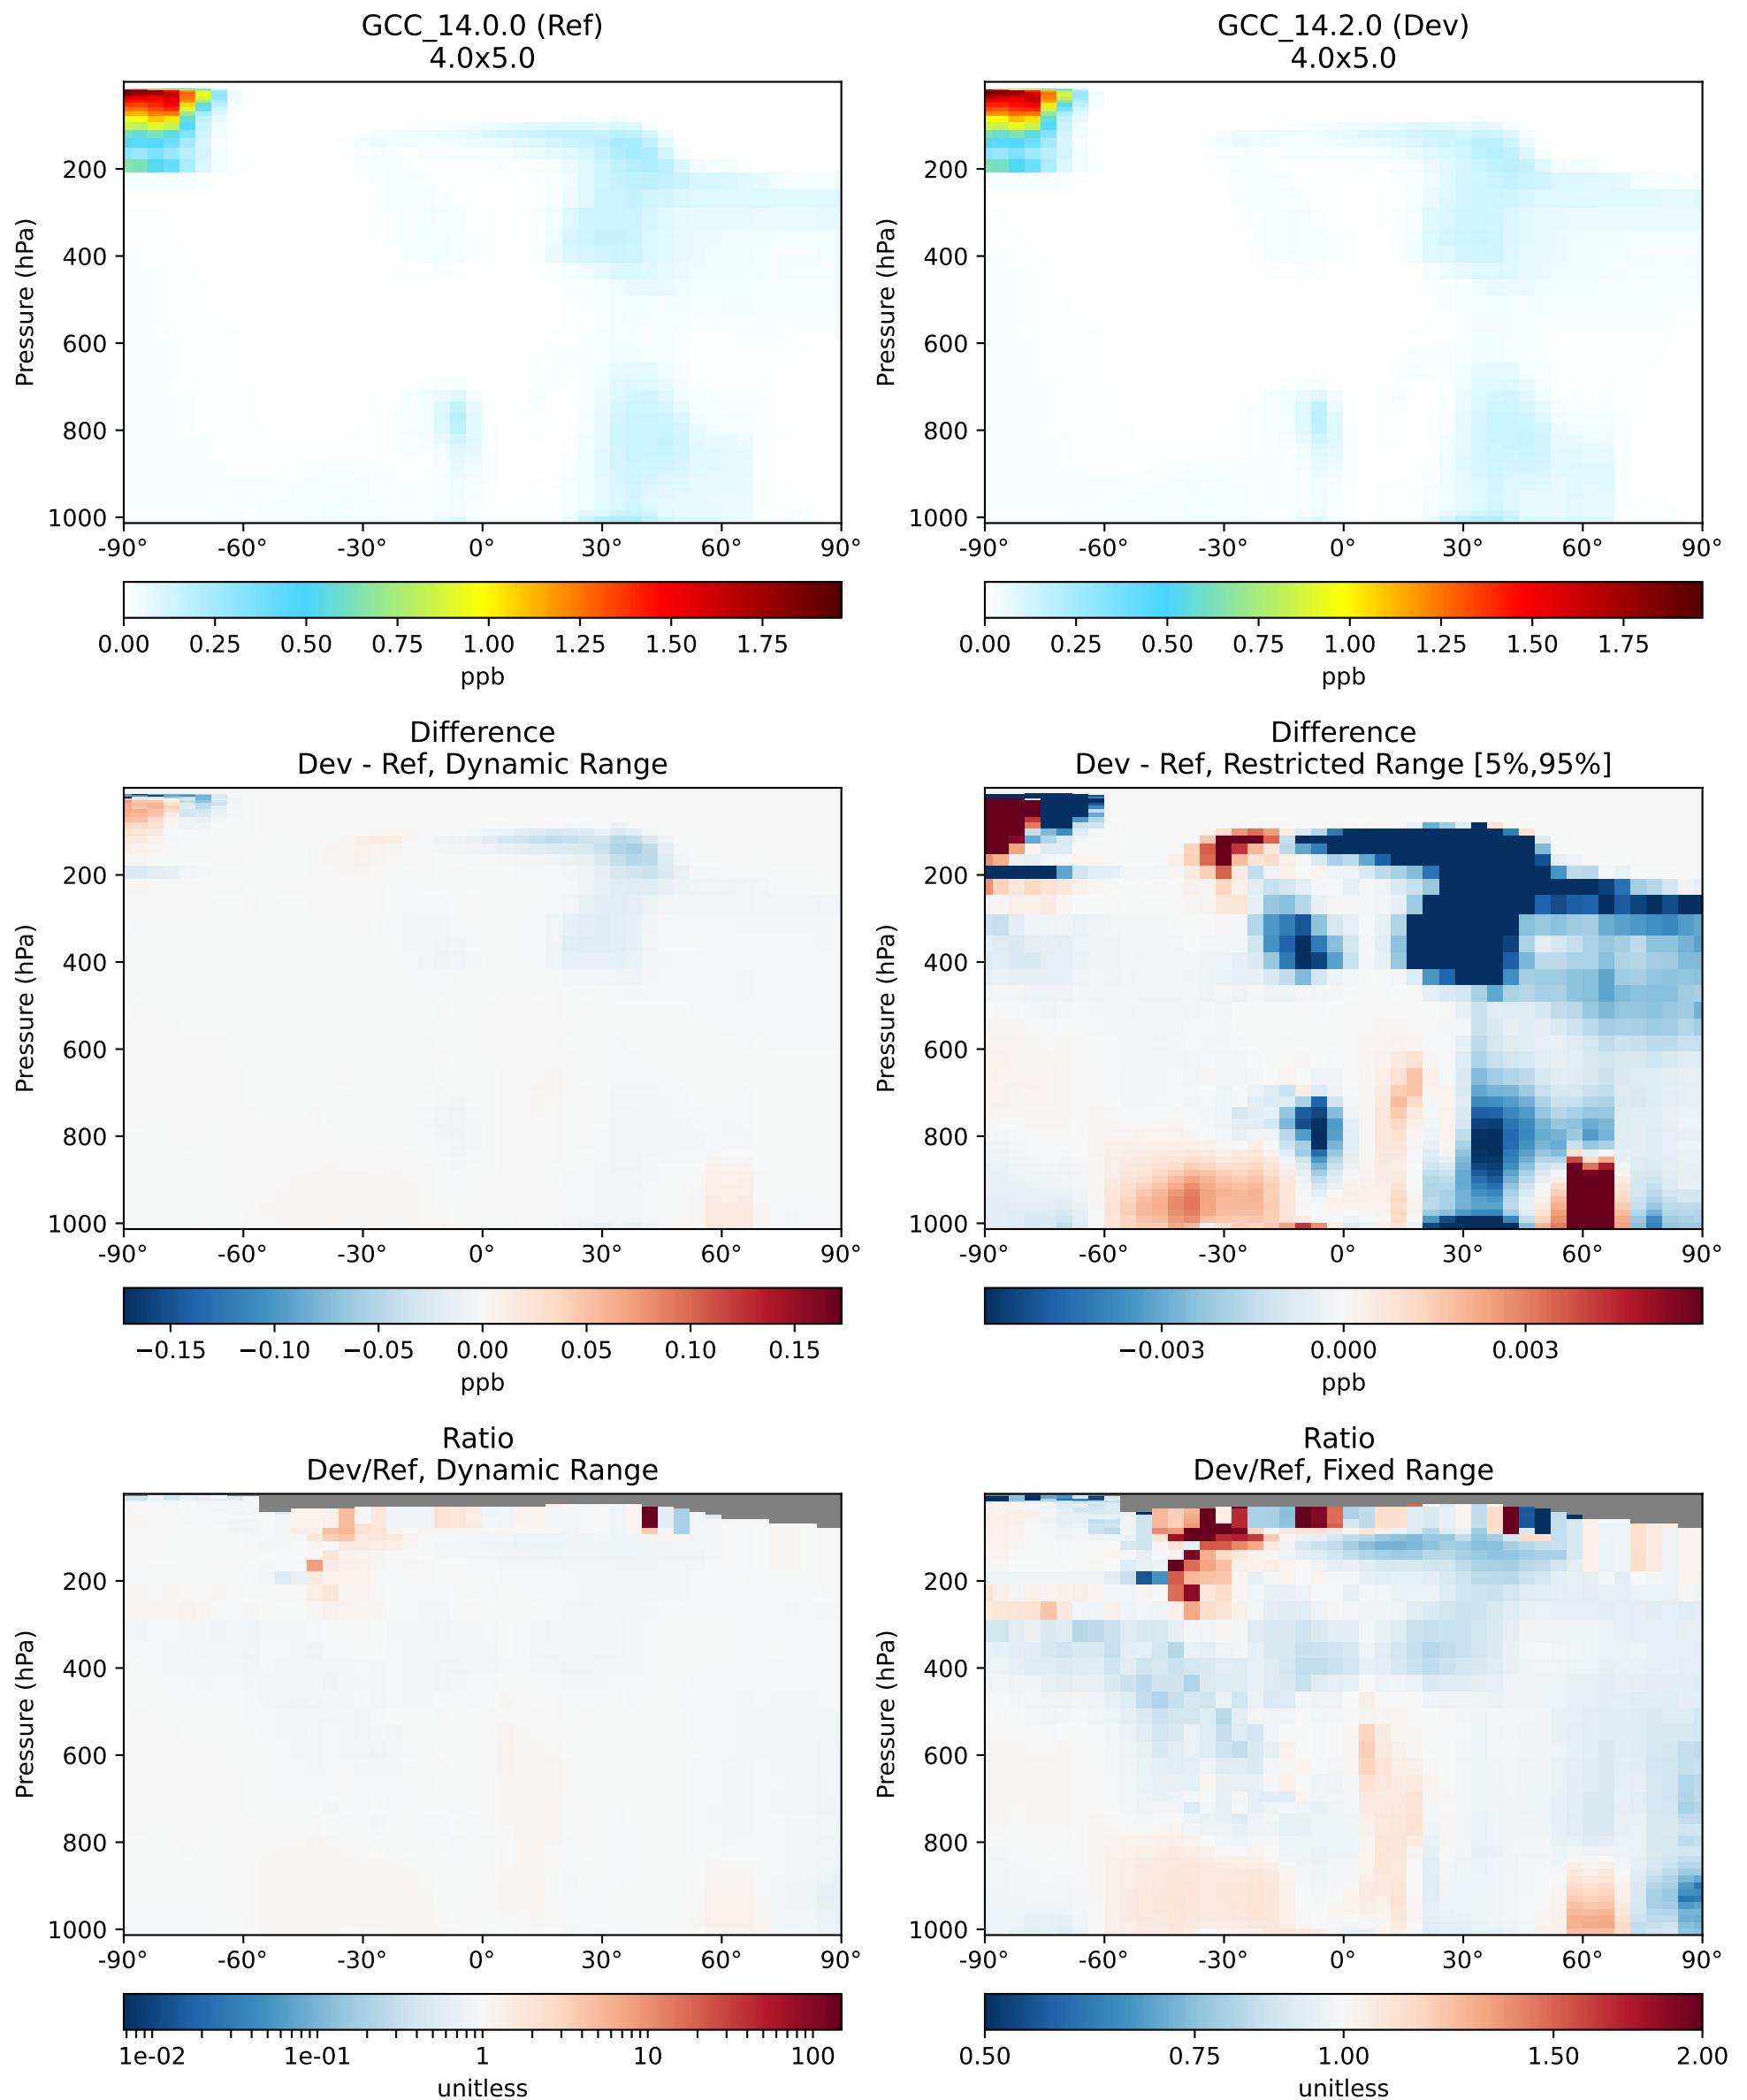 GCC_14.0.0 (Ref)
4.0x5.0
Pressure (hPa)
200
400
600
800
1000
-90° -60° -30° 0° 30° 60° 90°
0.00 0.25 0.50 0.75 1.00 1.25 1.50 1.75
ppb
GCC_14.2.0 (Dev)
4.0x5.0
Pressure (hPa)
200
400
600
800
1000
-90° -60° -30° 0° 30° 60° 90°
0.00 0.25 0.50 0.75 1.00 1.25 1.50 1.75
ppb
Difference
Dev - Ref, Dynamic Range
Pressure (hPa)
200
400
600
800
1000
-90° -60° -30° 0° 30° 60° 90°
−0.15 −0.10 −0.05 0.00 0.05 0.10 0.15
ppb
Difference
Dev - Ref, Restricted Range [5%,95%]
Pressure (hPa)
200
400
600
800
1000
-90° -60° -30° 0° 30° 60° 90°
−0.003 0.000 0.003
ppb
Ratio
Dev/Ref, Dynamic Range
Pressure (hPa)
200
400
600
800
1000
-90° -60° -30° 0° 30° 60° 90°
1e-02 1e-01 1 10 100
unitless
Ratio
Dev/Ref, Fixed Range
Pressure (hPa)
200
400
600
800
1000
-90° -60° -30° 0° 30° 60° 90°
0.50 0.75 1.00 1.50 2.00
unitless